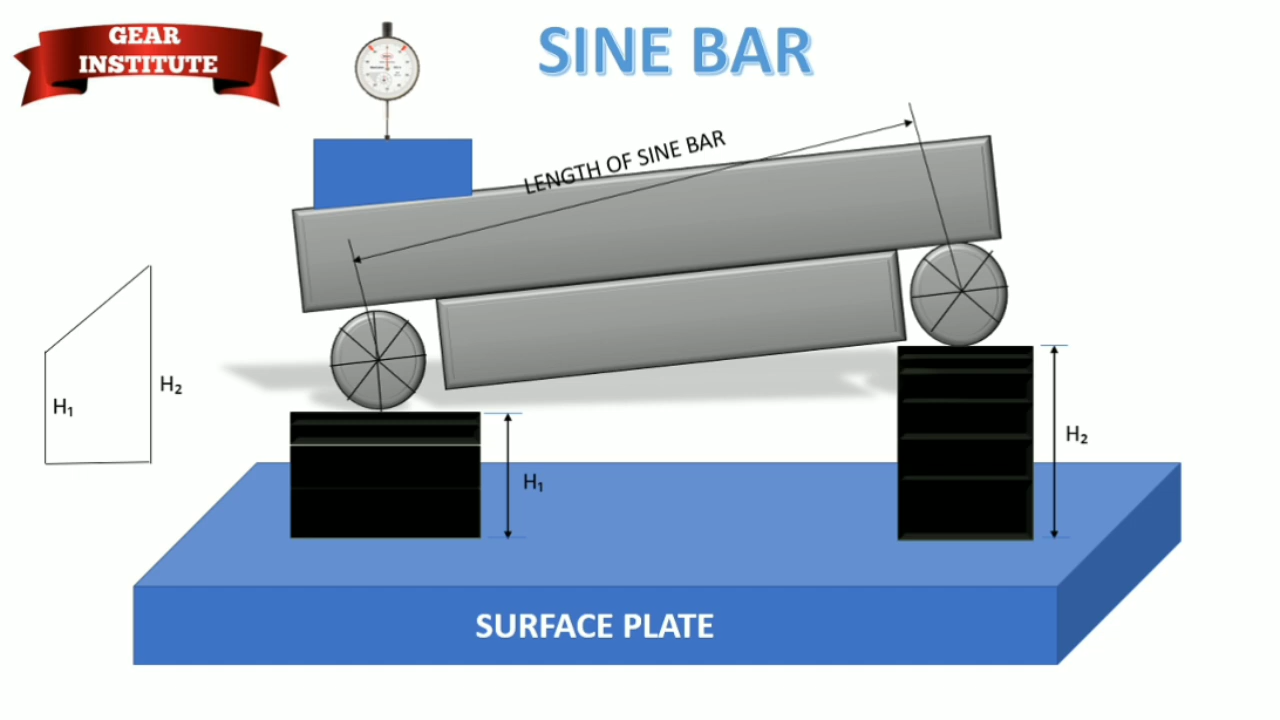 GEAR
INSTITUTE
SINE BAR
LENGTH OF SINE BAR
H₁
H₂
H₁
H₂
SURFACE PLATE